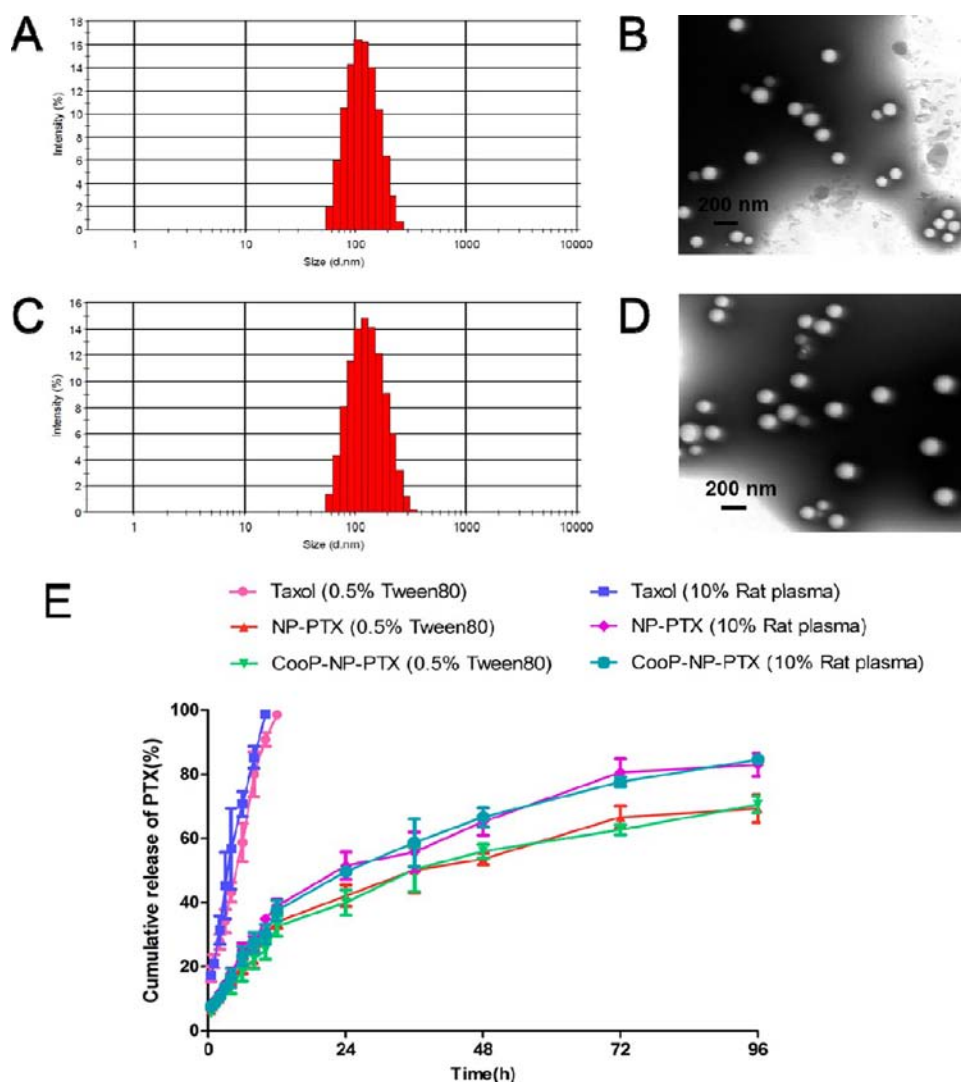 A
Intensity (%)
18
16
14
12
10
8
6
4
2
0
1 10 100 1000 10000
Size (d.nm)
B
200 nm
C
Intensity (%)
16
14
12
10
8
6
4
2
0
1 10 100 1000 10000
Size (d.nm)
D
200 nm
E
Taxol (0.5% Tween80)
NP-PTX (0.5% Tween80)
CooP-NP-PTX (0.5% Tween80)
Taxol (10% Rat plasma)
NP-PTX (10% Rat plasma)
CooP-NP-PTX (10% Rat plasma)
Cumulative release of PTX(%)
100
80
60
40
20
0
0 24 48 72 96
Time(h)